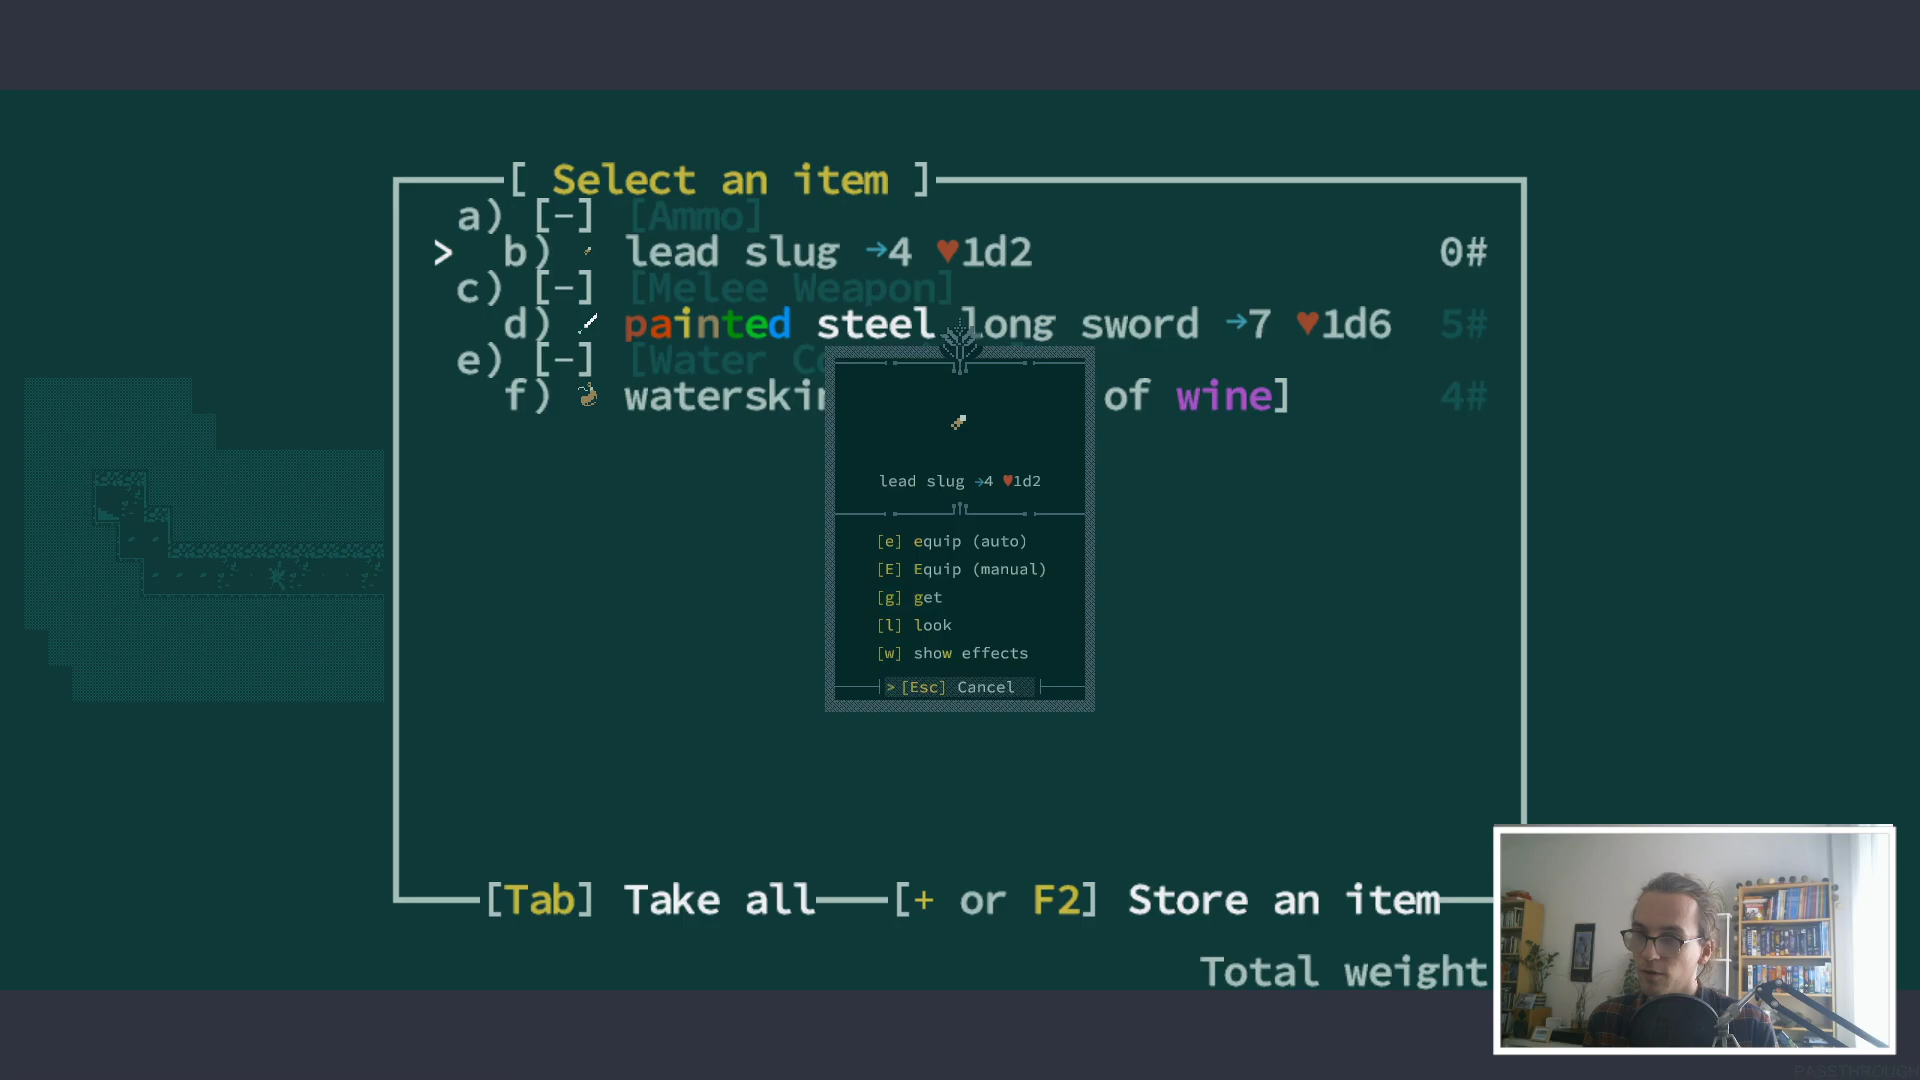 [ Select an item ]
a) [-] [Ammo]
> b) lead slug →4 ♥1d2 0#
c) [-] [Melee Weapon]
d) painted steel long sword →7 ♥1d6 5#
e) [-] [Water
f) waterskin of wine] 4#
lead slug →4 ♥1d2
[e] equip (auto)
[E] Equip (manual)
[g] get
[l] look
[w] show effects
> [Esc] Cancel
[Tab] Take all [+ or F2] Store an item
Total weight
PASSTHROUGH